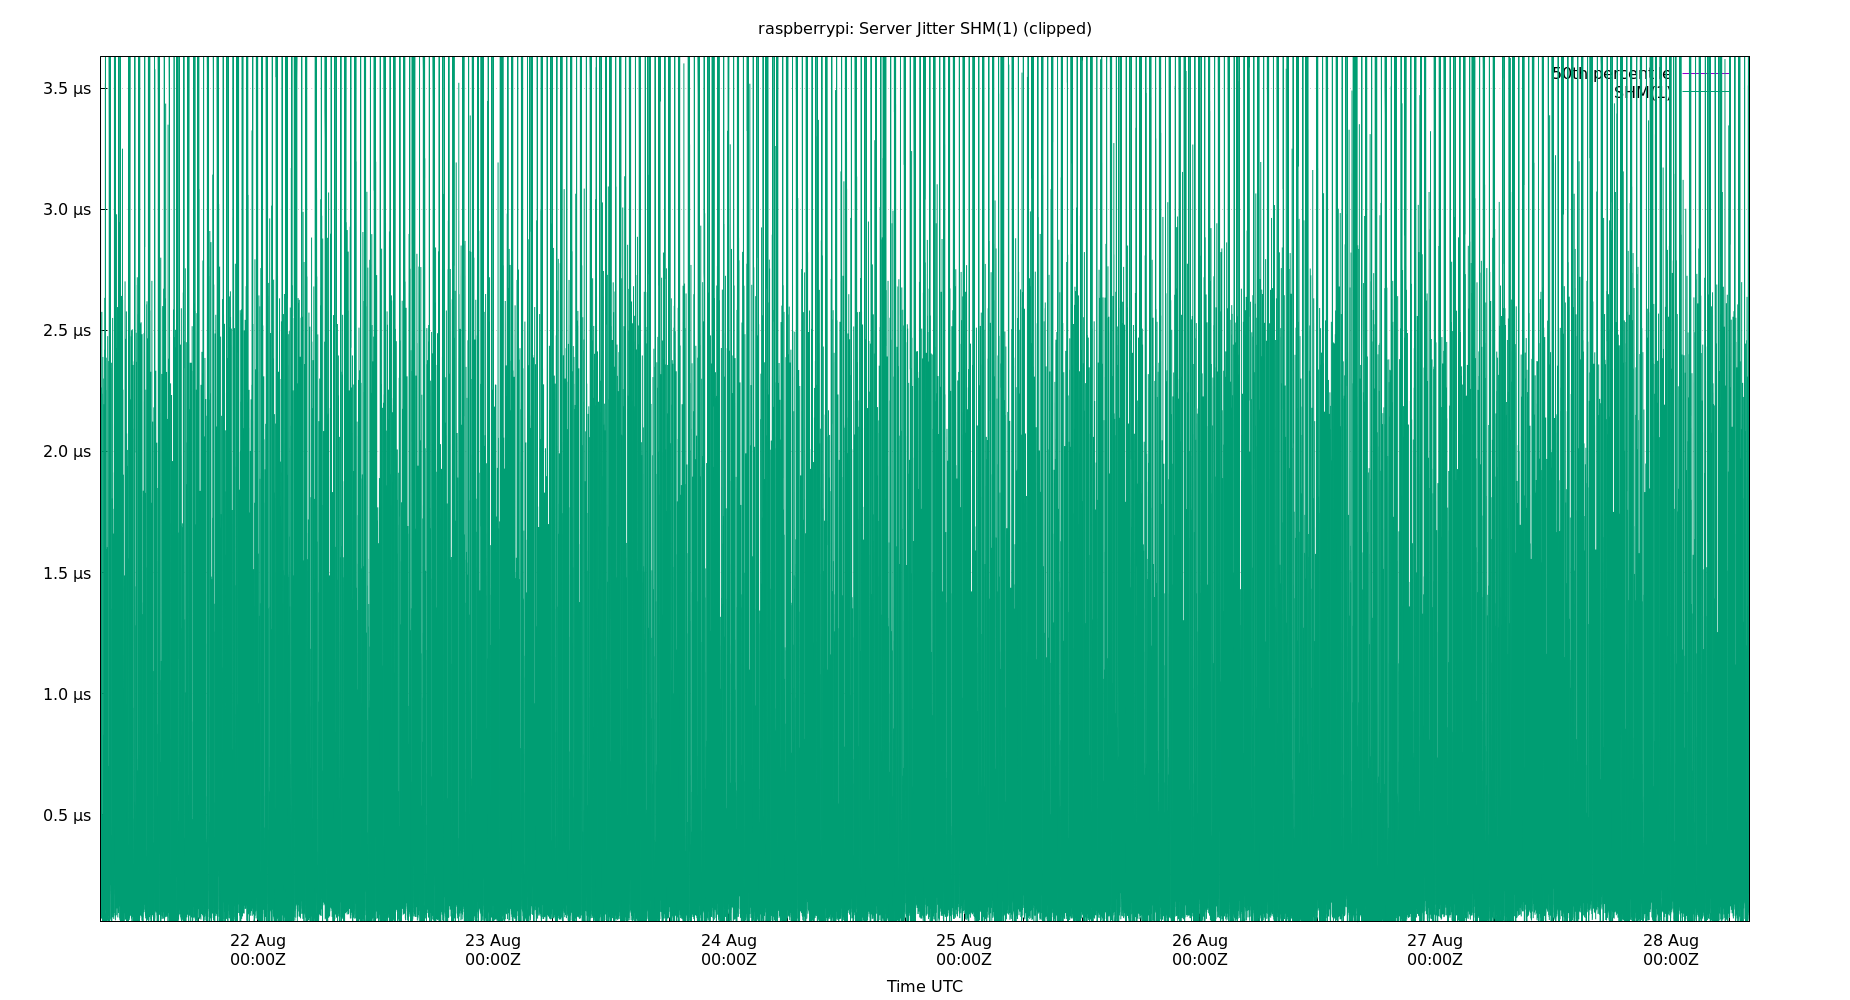 raspberrypi: Server Jitter SHM(1) (clipped)
50th percentile
SHM(1)
3.5 μs
3.0 μs
2.5 μs
2.0 μs
1.5 μs
1.0 μs
0.5 μs
22 Aug 23 Aug 24 Aug 25 Aug 26 Aug 27 Aug 28 Aug
00:00Z 00:00Z 00:00Z 00:00Z 00:00Z 00:00Z 00:00Z
Time UTC